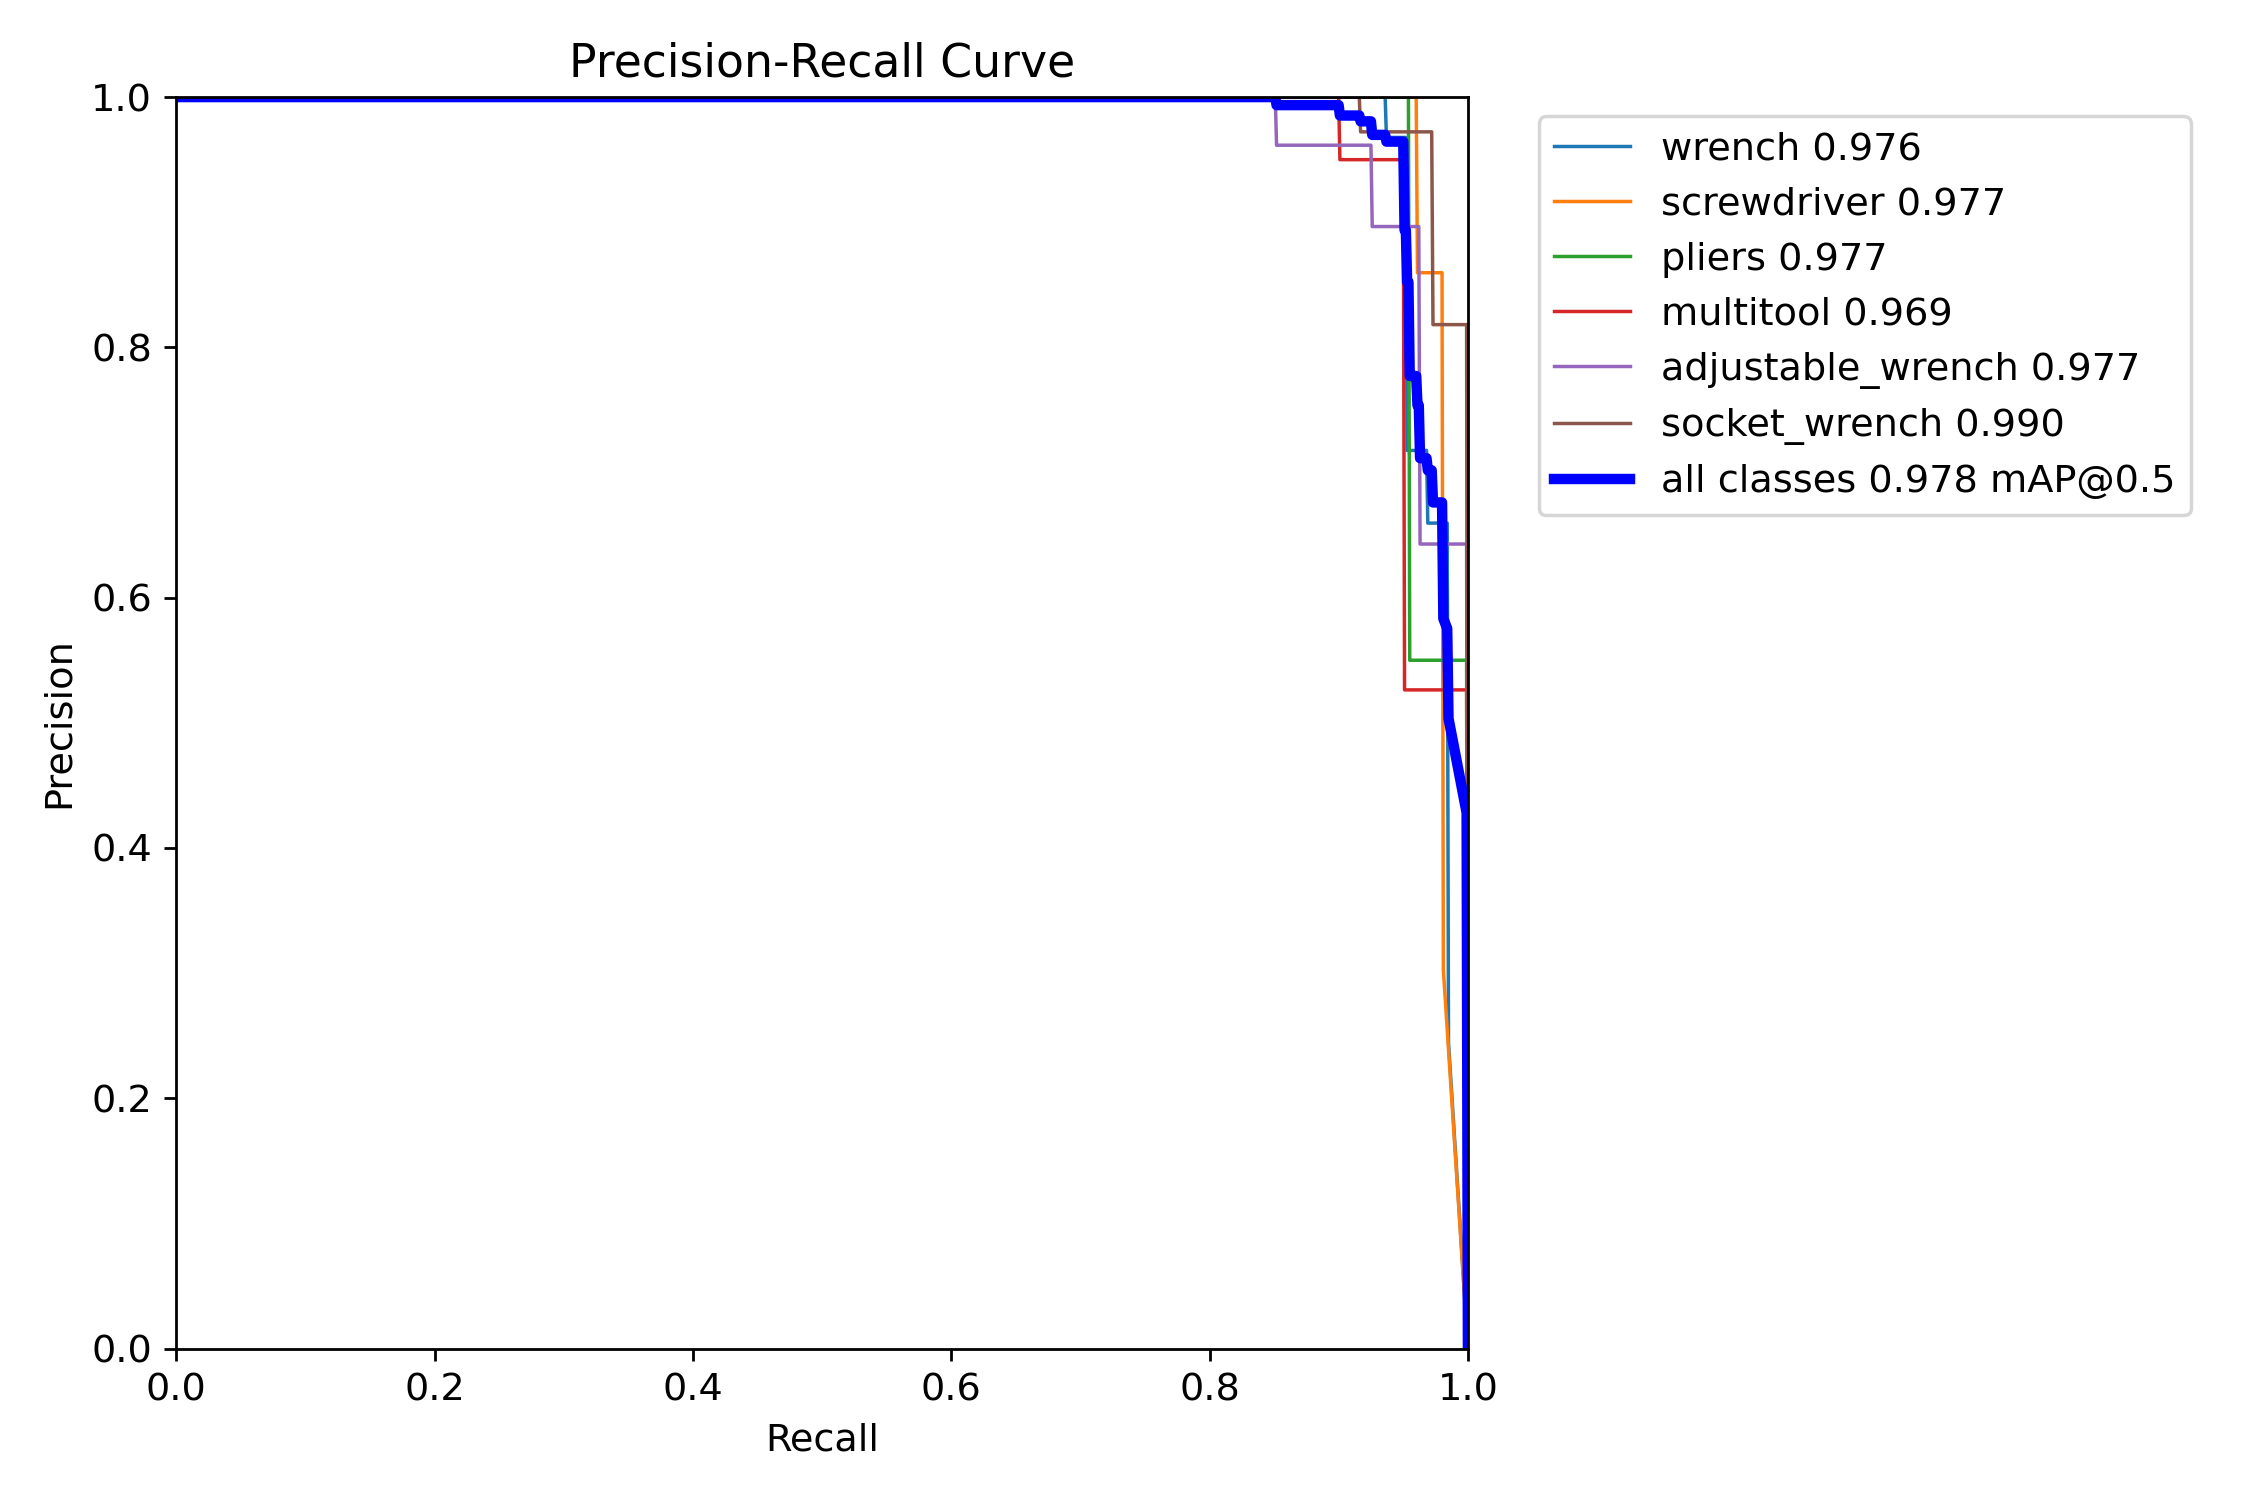 Precision-Recall Curve
1.0
0.8
0.6
0.4
0.2
0.0
Precision
0.0 0.2 0.4 0.6 0.8 1.0
Recall
wrench 0.976
screwdriver 0.977
pliers 0.977
multitool 0.969
adjustable_wrench 0.977
socket_wrench 0.990
all classes 0.978 mAP@0.5